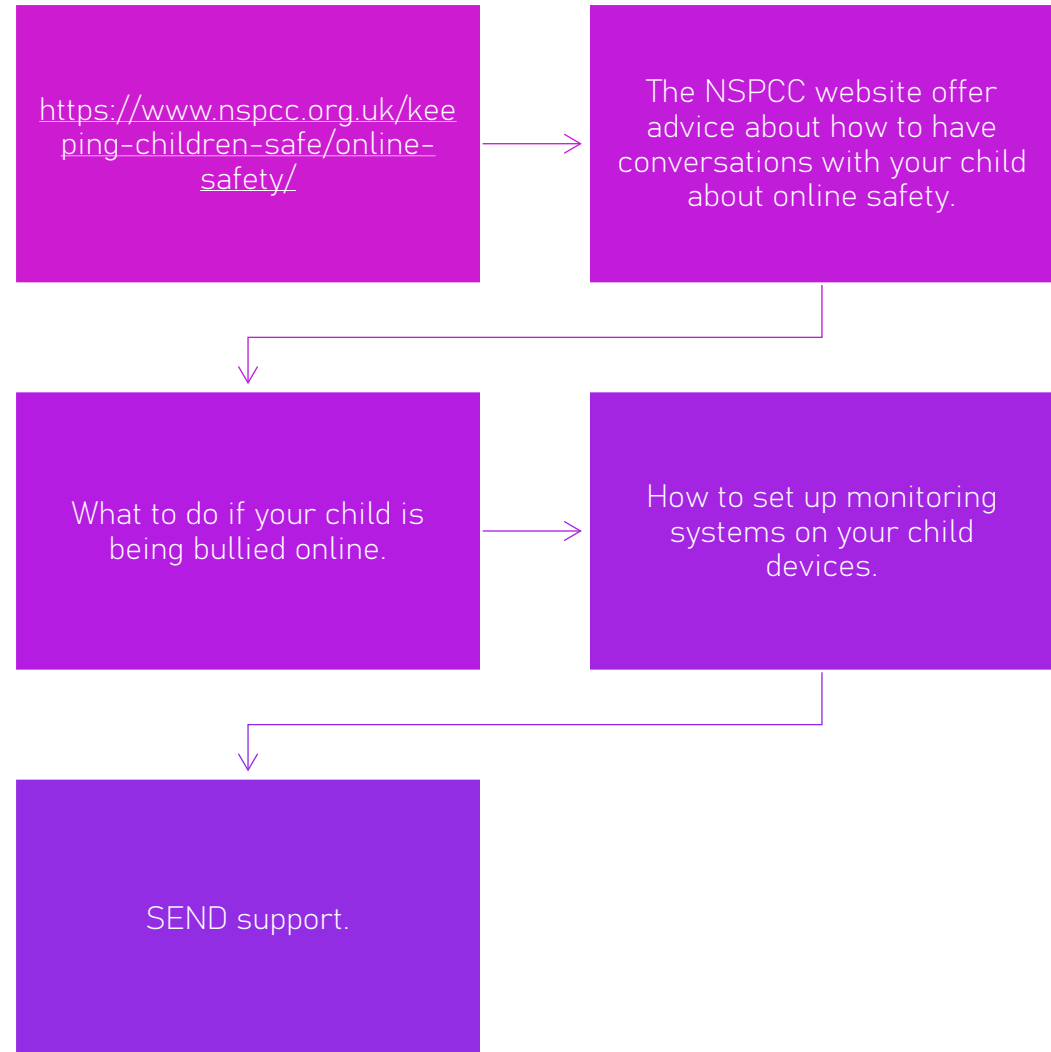 https://www.nspcc.org.uk/kee
ping-children-safe/online-
safety/
The NSPCC website offer
advice about how to have
conversations with your child
about online safety.
What to do if your child is
being bullied online.
How to set up monitoring
systems on your child
devices.
SEND support.